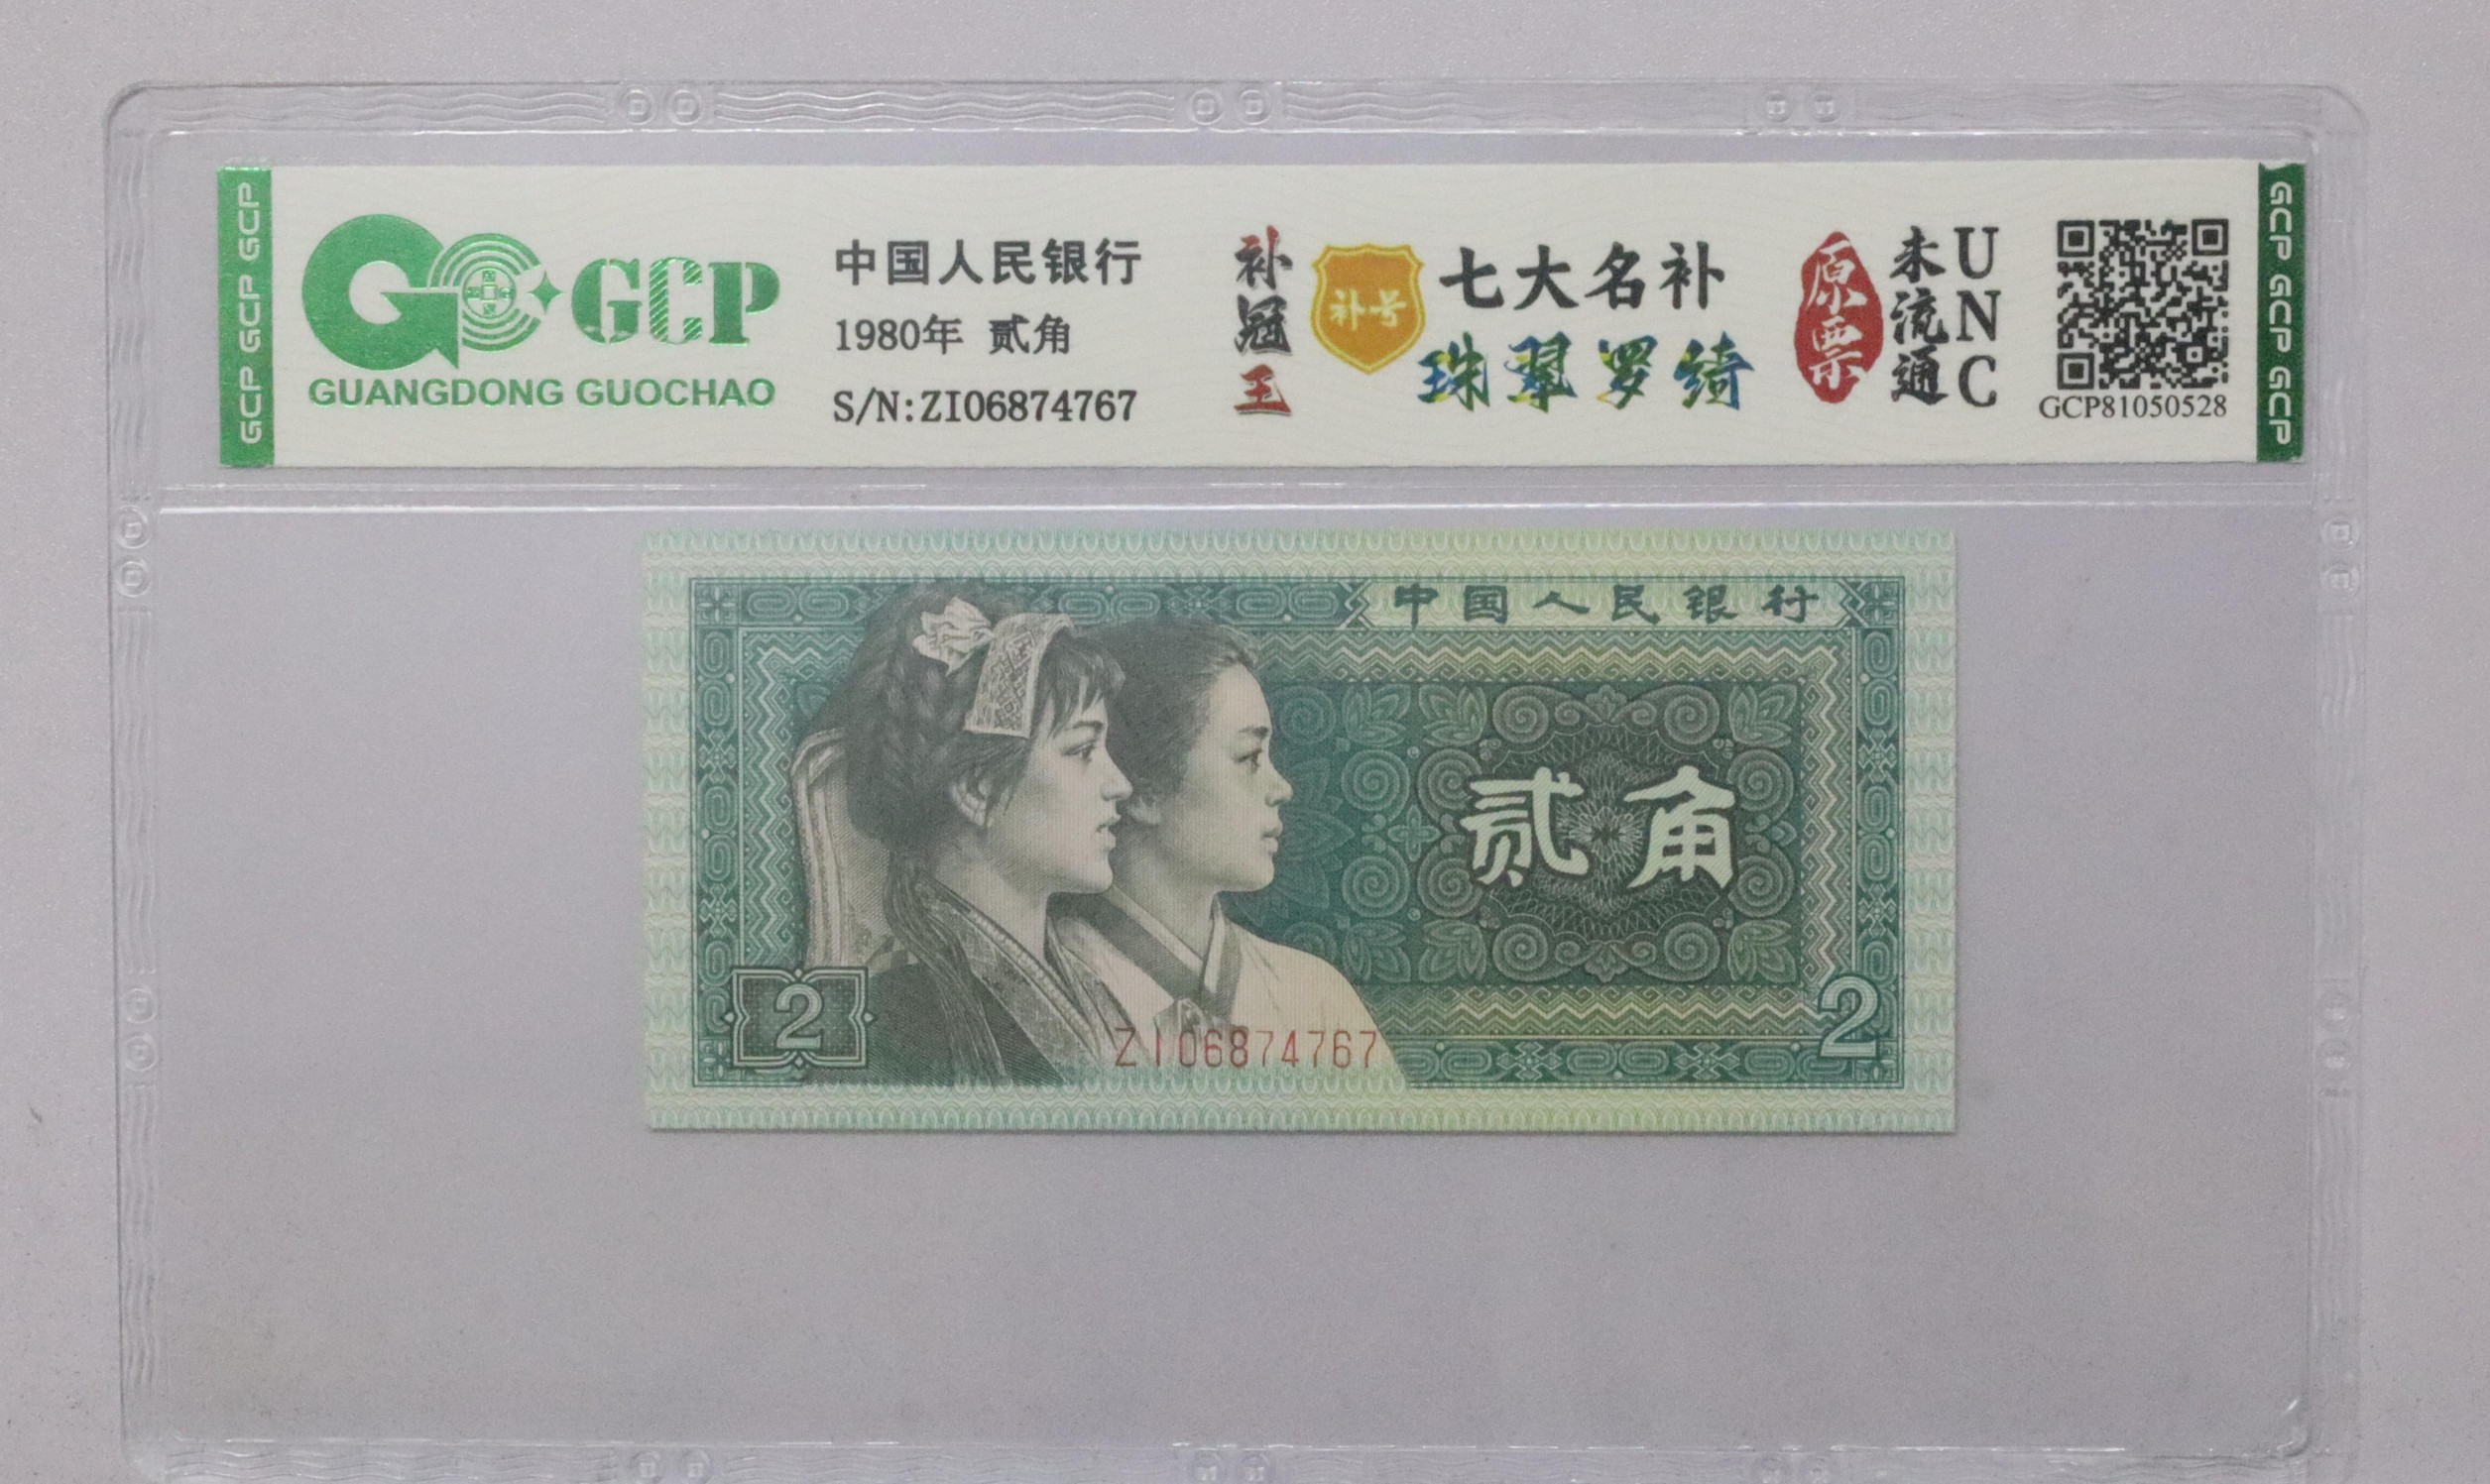 GCP GCP GCP
GCP
GUANGDONG GUOCHAO
中国人民银行
1980年 贰角
S/N:ZI06874767
补冠王
补号
七大名补
珠翠罗绮
原票
未流通
UNC
GCP81050528
GCP GCP GCP
中国人民银行
贰角
2
ZI06874767
2